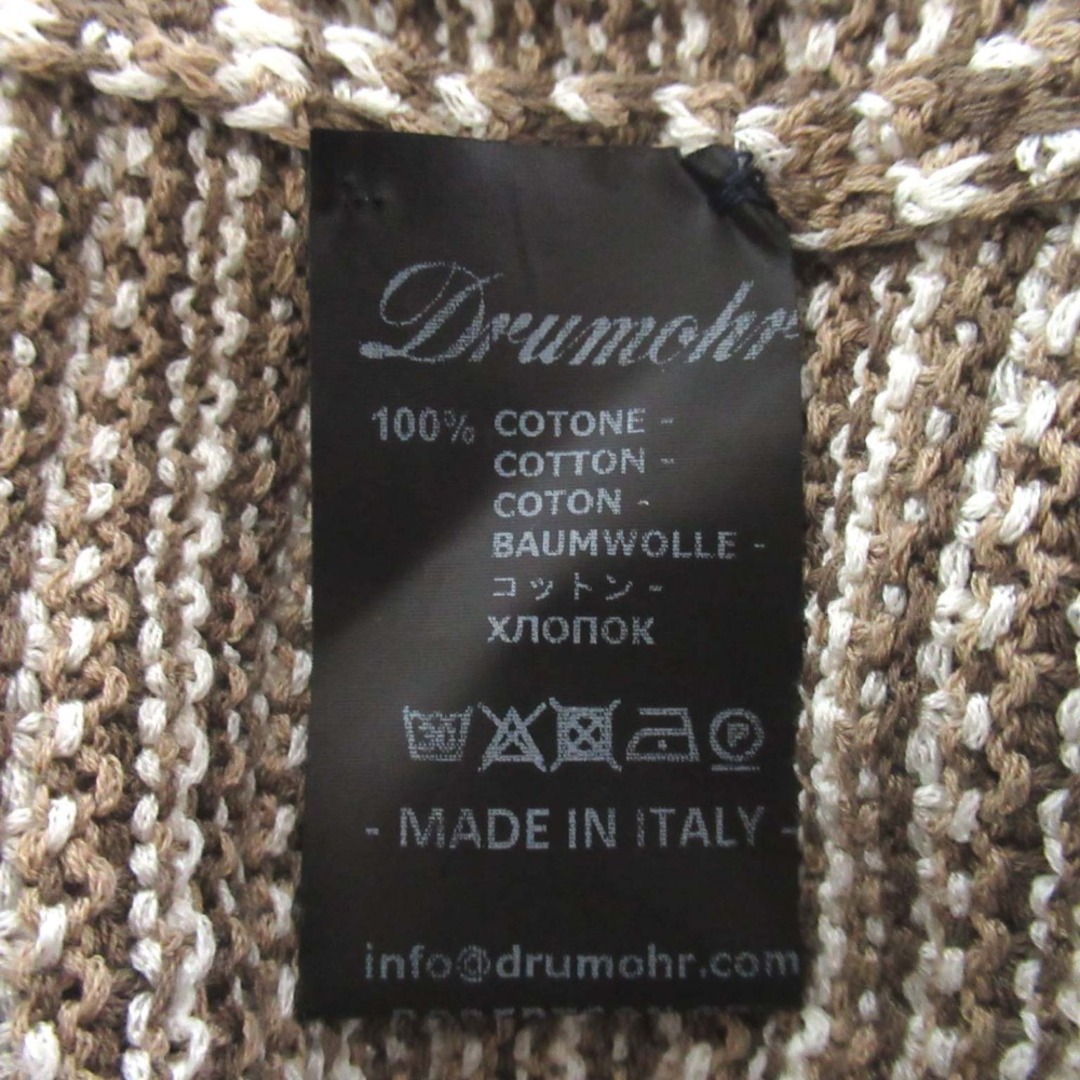 Drumohr
100% COTONE -
COTTON -
COTON -
BAUMWOLLE -
コットン -
ХЛОПОК
30 P
- MADE IN ITALY -
info@drumohr.com